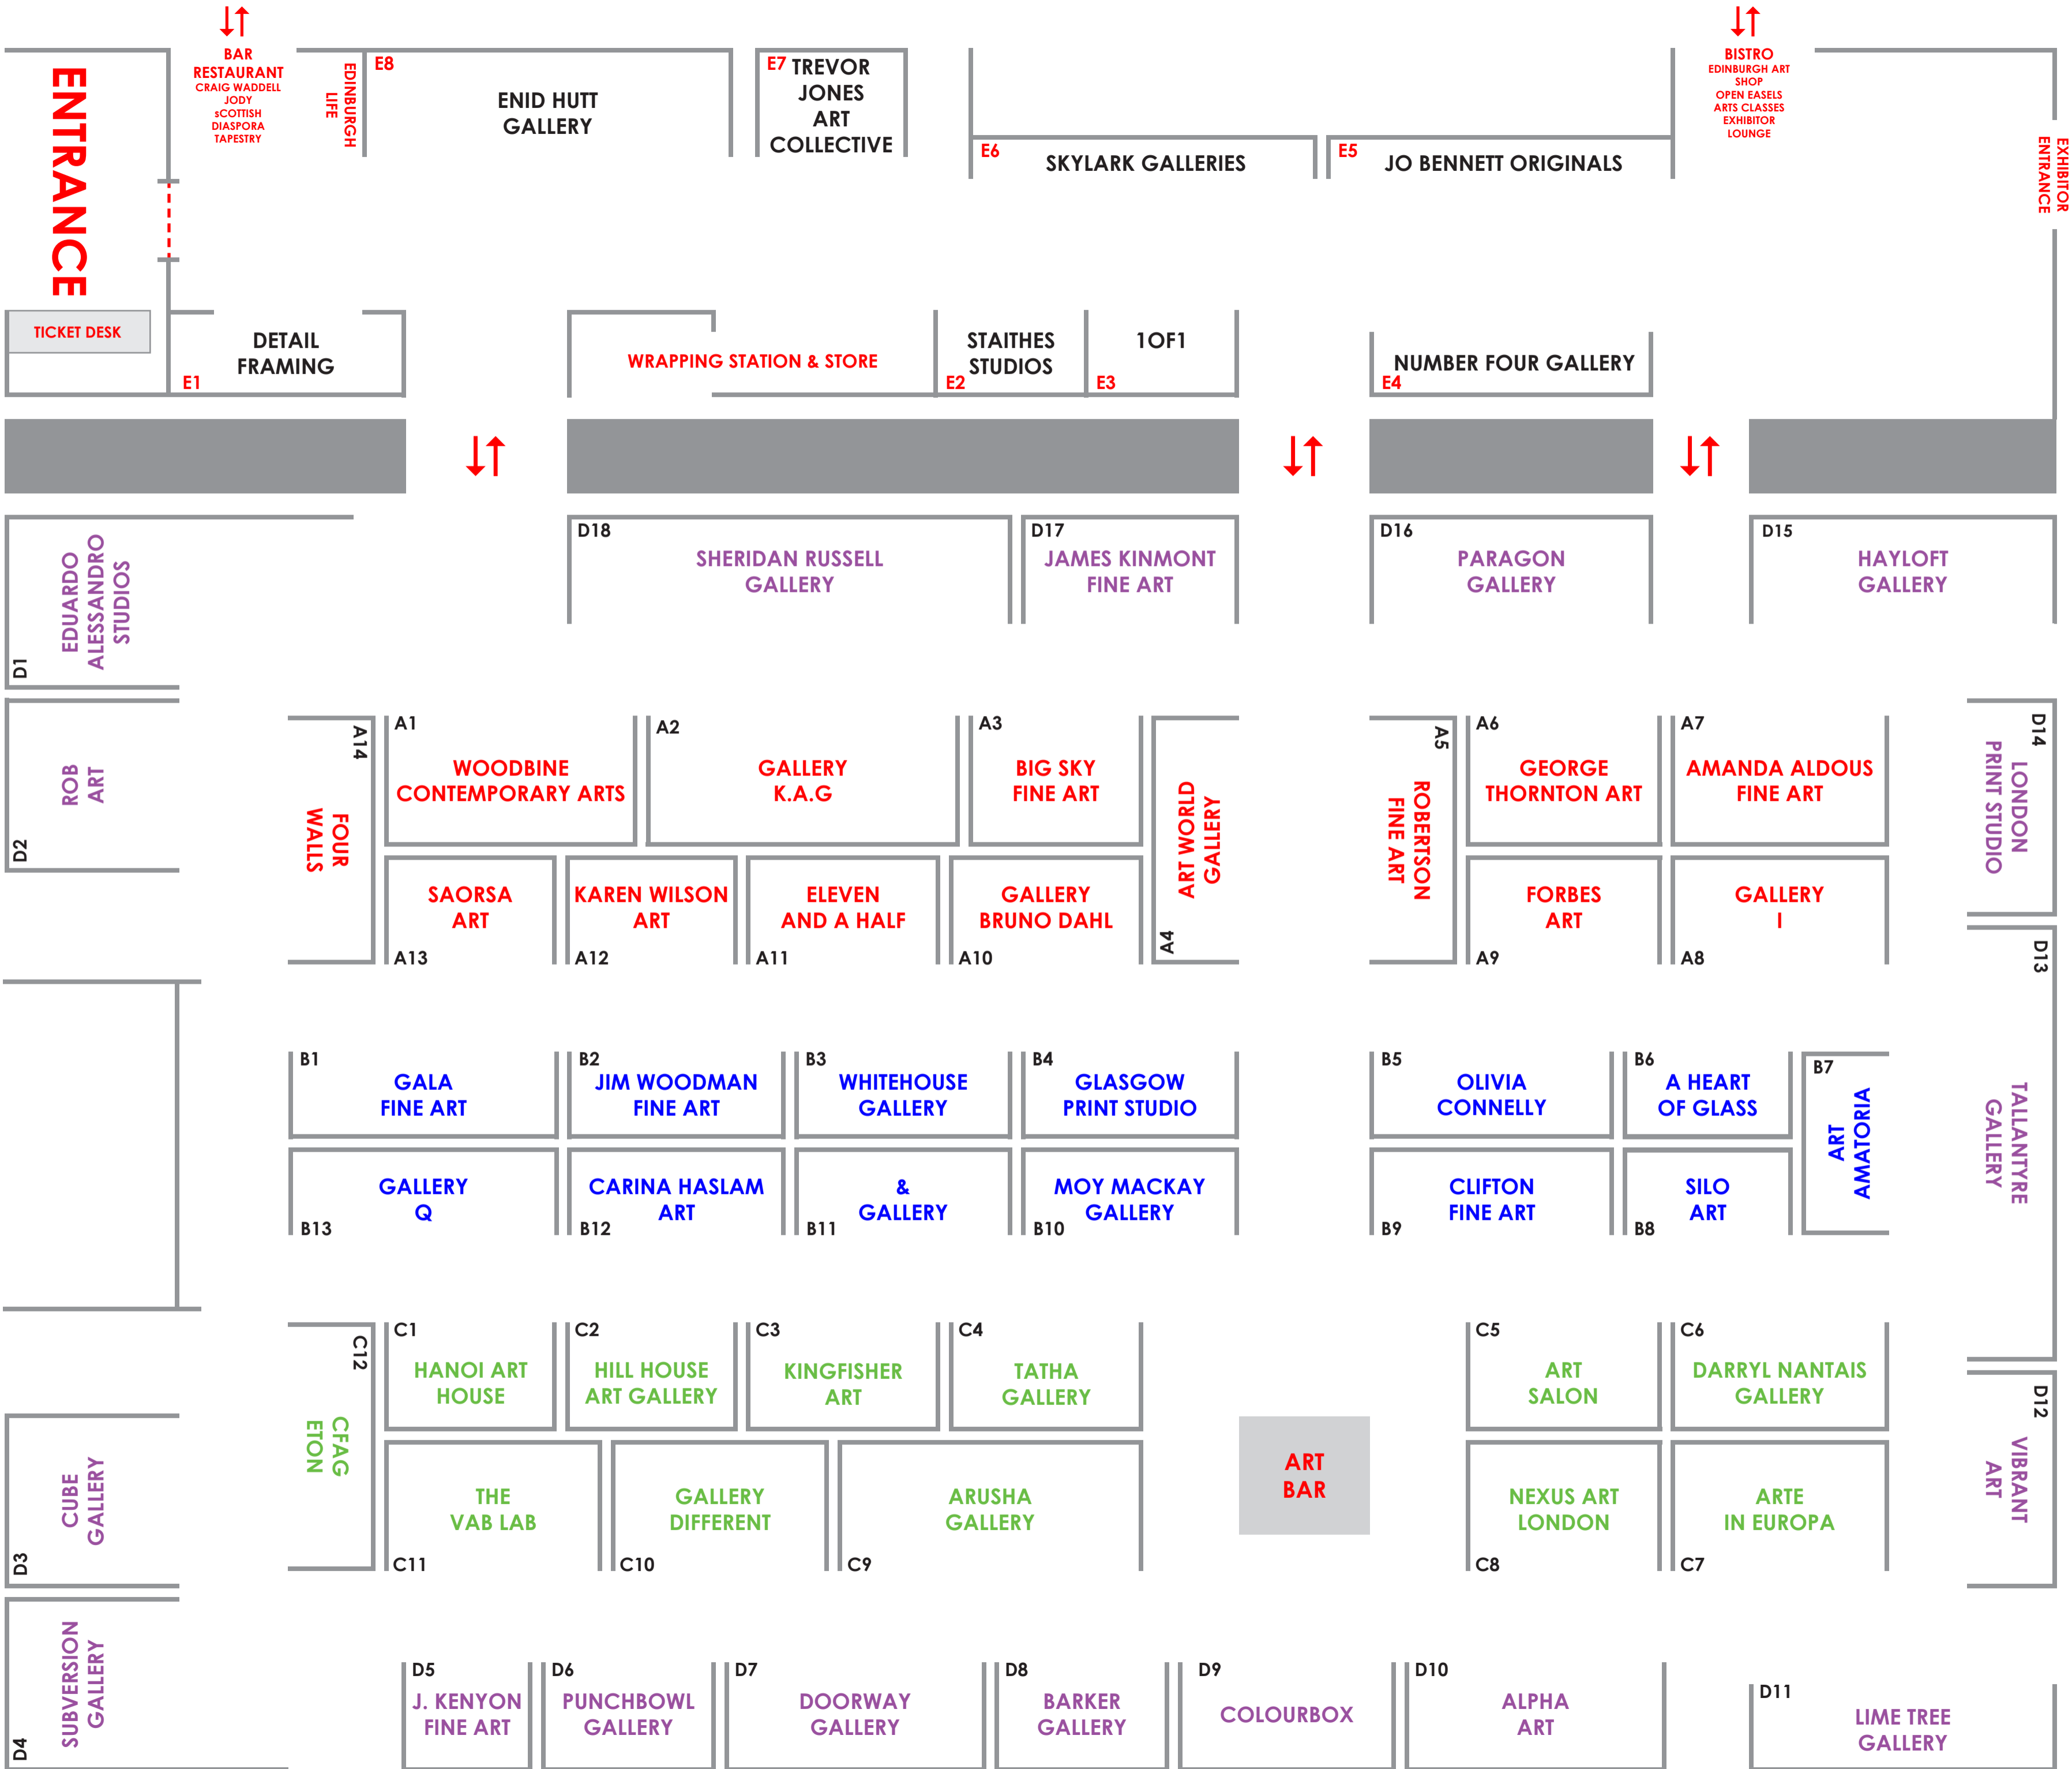 ENTRANCE
TICKET DESK
BAR
RESTAURANT
CRAIG WADDELL
JODY
sCOTTISH
DIASPORA
TAPESTRY
EDINBURGH
LIFE
E8
ENID HUTT
GALLERY
E7
TREVOR
JONES
ART
COLLECTIVE
E6
SKYLARK GALLERIES
E5
JO BENNETT ORIGINALS
BISTRO
EDINBURGH ART
SHOP
OPEN EASELS
ARTS CLASSES
EXHIBITOR
LOUNGE
EXHIBITOR
ENTRANCE
DETAIL
FRAMING
E1
WRAPPING STATION & STORE
STAITHES
STUDIOS
E2
1OF1
E3
NUMBER FOUR GALLERY
E4
EDUARDO
ALESSANDRO
STUDIOS
D1
D18
SHERIDAN RUSSELL
GALLERY
D17
JAMES KINMONT
FINE ART
D16
PARAGON
GALLERY
D15
HAYLOFT
GALLERY
ROB
ART
D2
A14
FOUR
WALLS
A1
WOODBINE
CONTEMPORARY ARTS
A2
GALLERY
K.A.G
A3
BIG SKY
FINE ART
ART WORLD
GALLERY
A4
A5
ROBERTSON
FINE ART
A6
GEORGE
THORNTON ART
A7
AMANDA ALDOUS
FINE ART
D14
LONDON
PRINT STUDIO
SAORSA
ART
A13
KAREN WILSON
ART
A12
ELEVEN
AND A HALF
A11
GALLERY
BRUNO DAHL
A10
FORBES
ART
A9
GALLERY
I
A8
D13
TALLANTYRE
GALLERY
B1
GALA
FINE ART
B2
JIM WOODMAN
FINE ART
B3
WHITEHOUSE
GALLERY
B4
GLASGOW
PRINT STUDIO
B5
OLIVIA
CONNELLY
B6
A HEART
OF GLASS
B7
ART
AMATORIA
GALLERY
Q
B13
CARINA HASLAM
ART
B12
&
GALLERY
B11
MOY MACKAY
GALLERY
B10
CLIFTON
FINE ART
B9
SILO
ART
B8
C12
CFAG
ETON
C1
HANOI ART
HOUSE
C2
HILL HOUSE
ART GALLERY
C3
KINGFISHER
ART
C4
TATHA
GALLERY
C5
ART
SALON
C6
DARRYL NANTAIS
GALLERY
D12
VIBRANT
ART
CUBE
GALLERY
D3
THE
VAB LAB
C11
GALLERY
DIFFERENT
C10
ARUSHA
GALLERY
C9
ART
BAR
NEXUS ART
LONDON
C8
ARTE
IN EUROPA
C7
SUBVERSION
GALLERY
D4
D5
J. KENYON
FINE ART
D6
PUNCHBOWL
GALLERY
D7
DOORWAY
GALLERY
D8
BARKER
GALLERY
D9
COLOURBOX
D10
ALPHA
ART
D11
LIME TREE
GALLERY